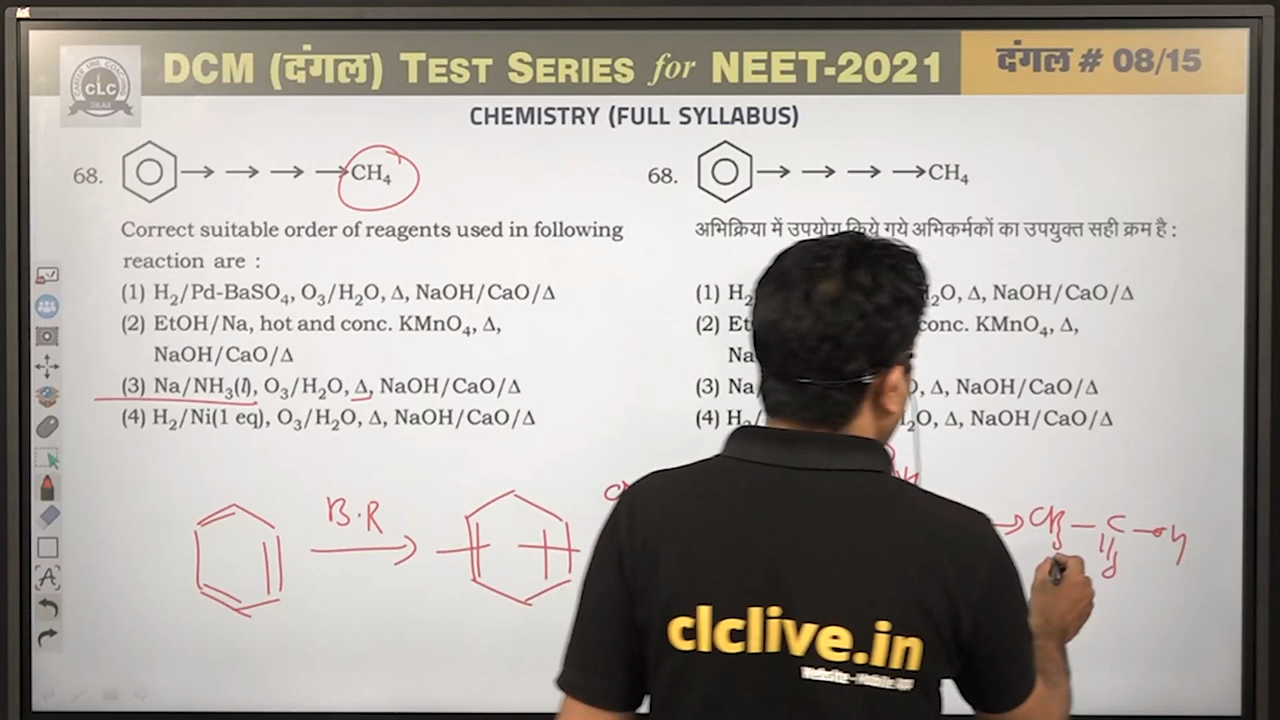 DCM (दंगल) TEST SERIES for NEET-2021
दंगल # 08/15
CLC
SIKAR
CHEMISTRY (FULL SYLLABUS)
68. → → → → CH₄
Correct suitable order of reagents used in following
reaction are :
(1) H₂/Pd-BaSO₄, O₃/H₂O, Δ, NaOH/CaO/Δ
(2) EtOH/Na, hot and conc. KMnO₄, Δ,
NaOH/CaO/Δ
(3) Na/NH₃(l), O₃/H₂O, Δ, NaOH/CaO/Δ
(4) H₂/Ni(1 eq), O₃/H₂O, Δ, NaOH/CaO/Δ
68. → → → → CH₄
अभिक्रिया में उपयोग किये गये अभिकर्मकों का उपयुक्त सही क्रम है :
(1) H₂ ₂O, Δ, NaOH/CaO/Δ
(2) Et conc. KMnO₄, Δ,
Na
(3) Na , Δ, NaOH/CaO/Δ
(4) H₂/ ₂O, Δ, NaOH/CaO/Δ
B.R
CH₃ – C –
clclive.in